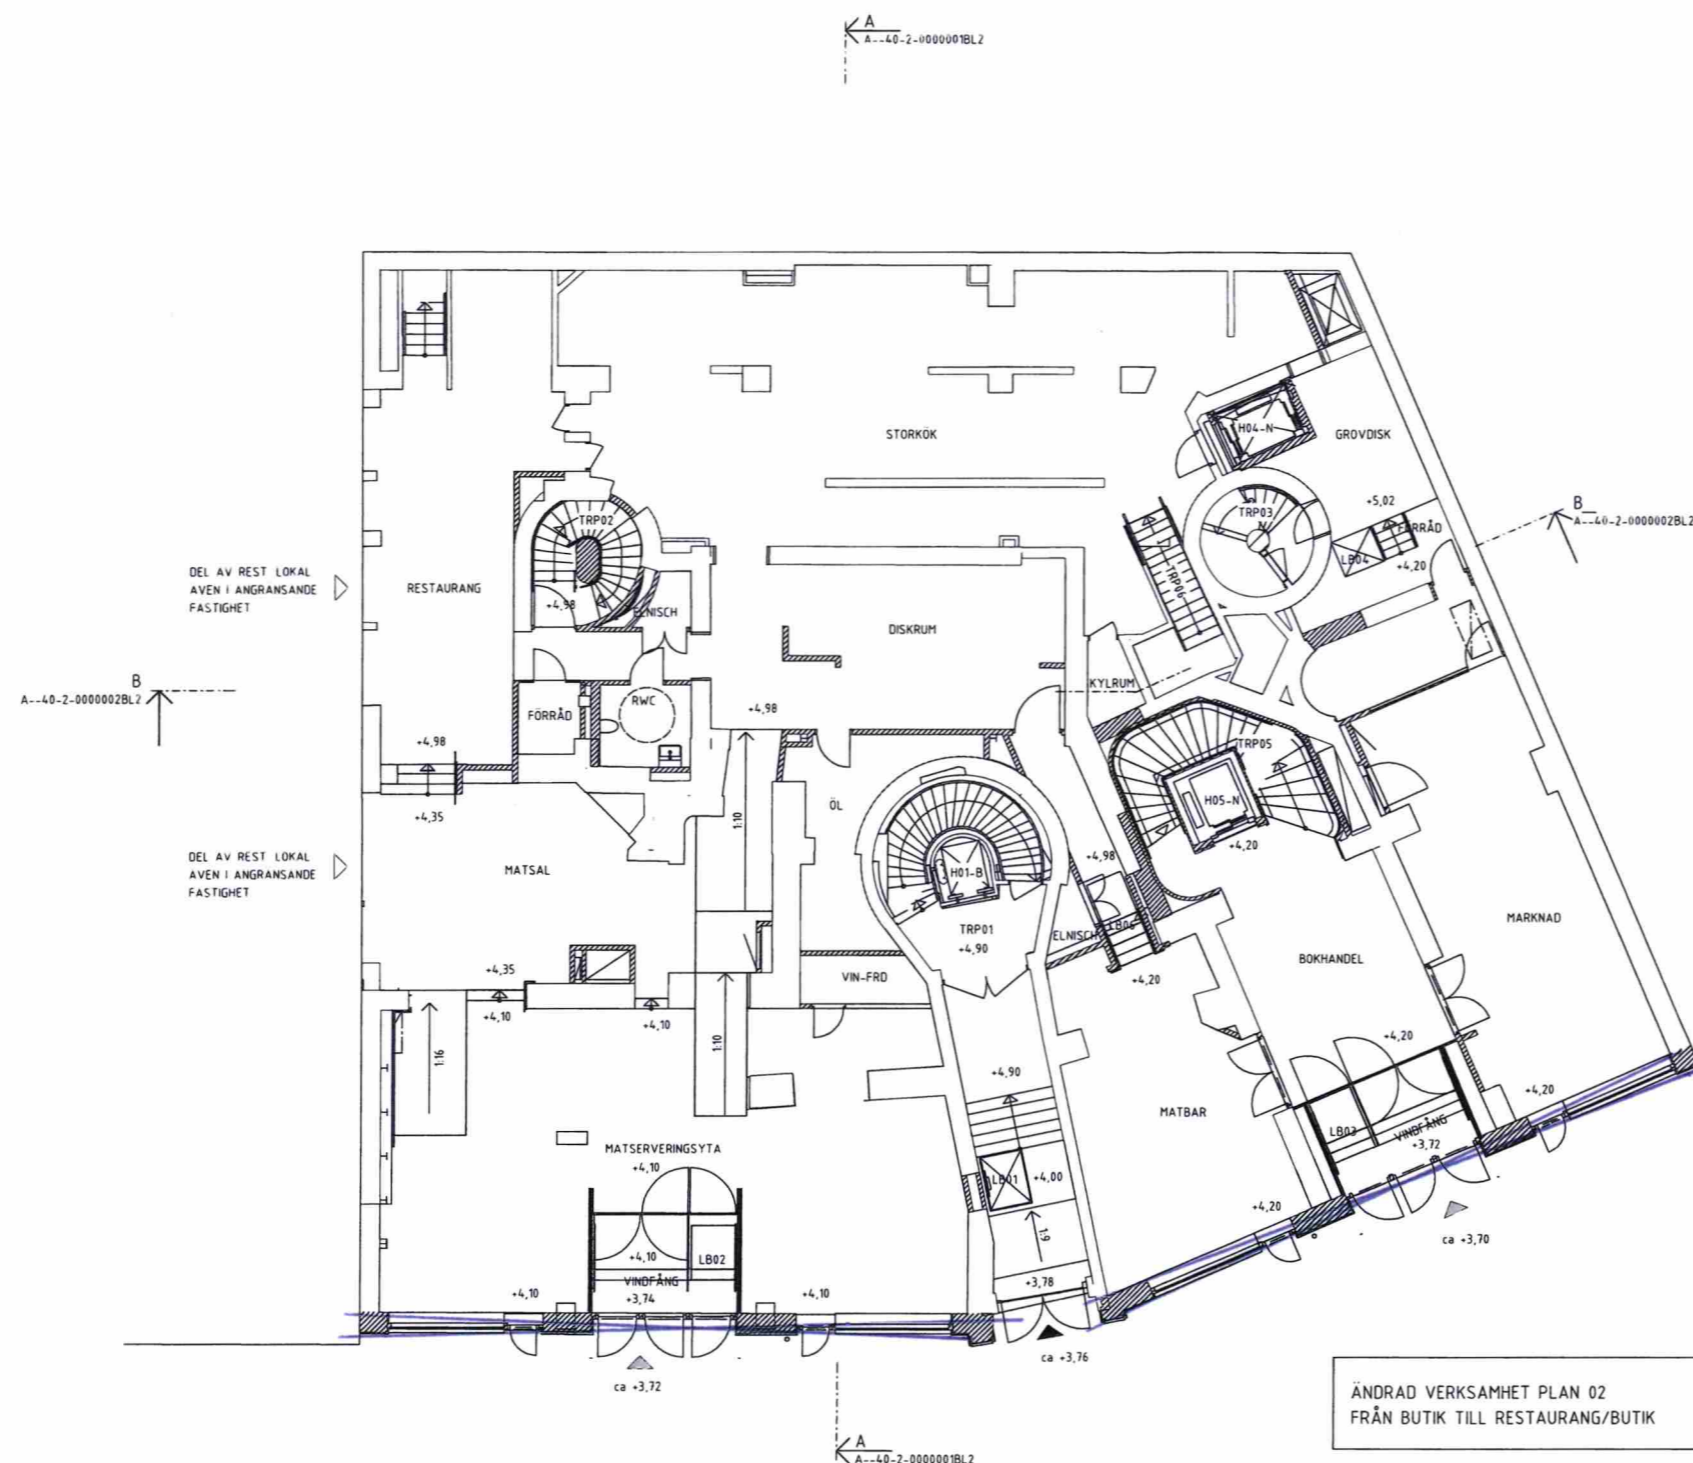 A
A--40-2-0000001BL2
STORKÖK
H04-N
GROVDISK
+5,02
TRP03
TRP02
FÖRRÅD
B
A--40-2-0000002BL2
LB04
+4,20
DEL AV REST LOKAL
AVEN I ANGRANSANDE
FASTIGHET
RESTAURANG
+4,98
ELNISCH
TRP06
DISKRUM
KYLRUM
B
A--40-2-0000002BL2
RWC
FÖRRÅD
+4,98
+4,98
TRP05
+4,35
1:10
ÖL
H05-N
+4,20
DEL AV REST LOKAL
AVEN I ANGRANSANDE
FASTIGHET
MATSAL
H01-B
+4,98
MARKNAD
TRP01
+4,90
ELNISCH
LB06
BOKHANDEL
+4,35
VIN-FRD
+4,20
+4,10
+4,10
1:16
1:10
+4,20
+4,90
+4,20
MATBAR
LB03
VINDFÅNG
+3,72
MATSERVERINGSYTA
+4,10
LB01
+4,00
+4,20
1:9
ca +3,70
+4,10
LB02
VINDFÅNG
+3,74
+4,10
+4,10
+3,78
ca +3,76
ca +3,72
ÄNDRAD VERKSAMHET PLAN 02
FRÅN BUTIK TILL RESTAURANG/BUTIK
A
A--40-2-0000001BL2